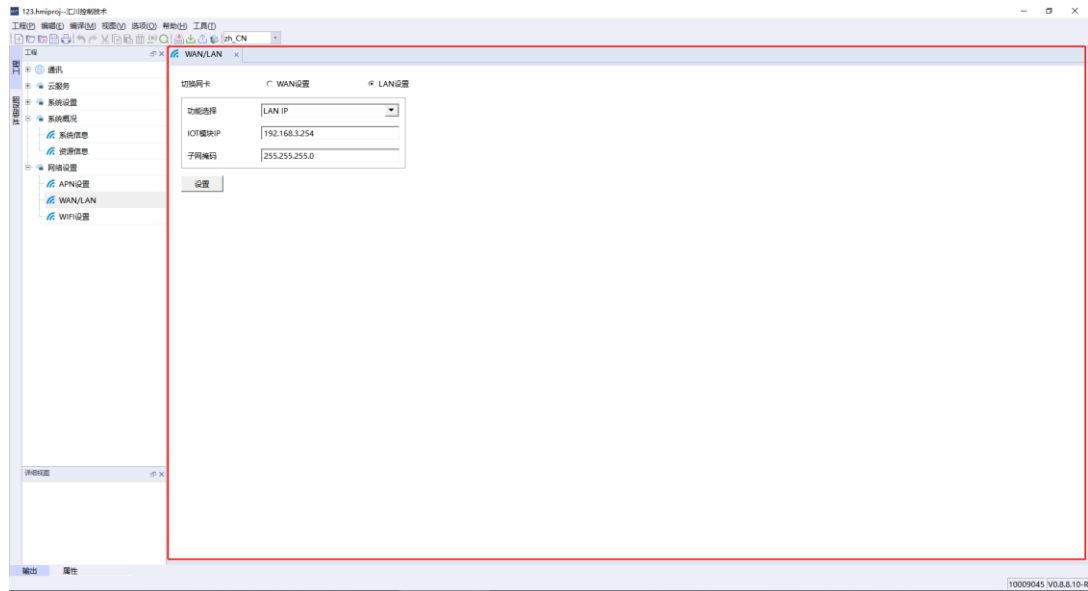 123.hmiproj--汇川控制技术
工程(P) 编辑(E) 编译(M) 视图(V) 选项(O) 帮助(H) 工具(T)
zh_CN
工程
WAN/LAN
通讯
云服务
系统设置
系统概况
系统信息
资源信息
网络设置
APN设置
WAN/LAN
WIFI设置
切换网卡 WAN设置 LAN设置
功能选择 LAN IP
IOT模块IP 192.168.3.254
子网掩码 255.255.255.0
设置
详细视图
输出 属性
10009045 V0.8.8.10-R